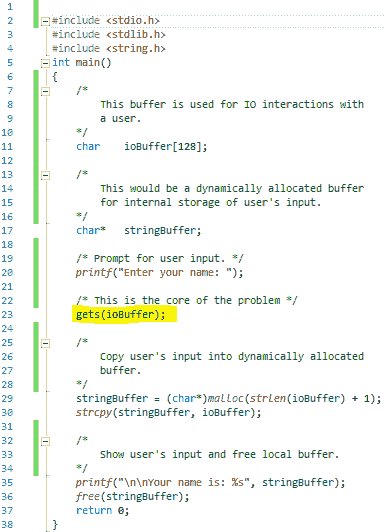 1
2 #include <stdio.h>
3 #include <stdlib.h>
4 #include <string.h>
5 int main()
6 {
7 /*
8 This buffer is used for IO interactions with
9 a user.
10 */
11 char ioBuffer[128];
12
13 /*
14 This would be a dynamically allocated buffer
15 for internal storage of user's input.
16 */
17 char* stringBuffer;
18
19 /* Prompt for user input. */
20 printf("Enter your name: ");
21
22 /* This is the core of the problem */
23 gets(ioBuffer);
24
25 /*
26 Copy user's input into dynamically allocated
27 buffer.
28 */
29 stringBuffer = (char*)malloc(strlen(ioBuffer) + 1);
30 strcpy(stringBuffer, ioBuffer);
31
32 /*
33 Show user's input and free local buffer.
34 */
35 printf("\n\nYour name is: %s", stringBuffer);
36 free(stringBuffer);
37 return 0;
38 }